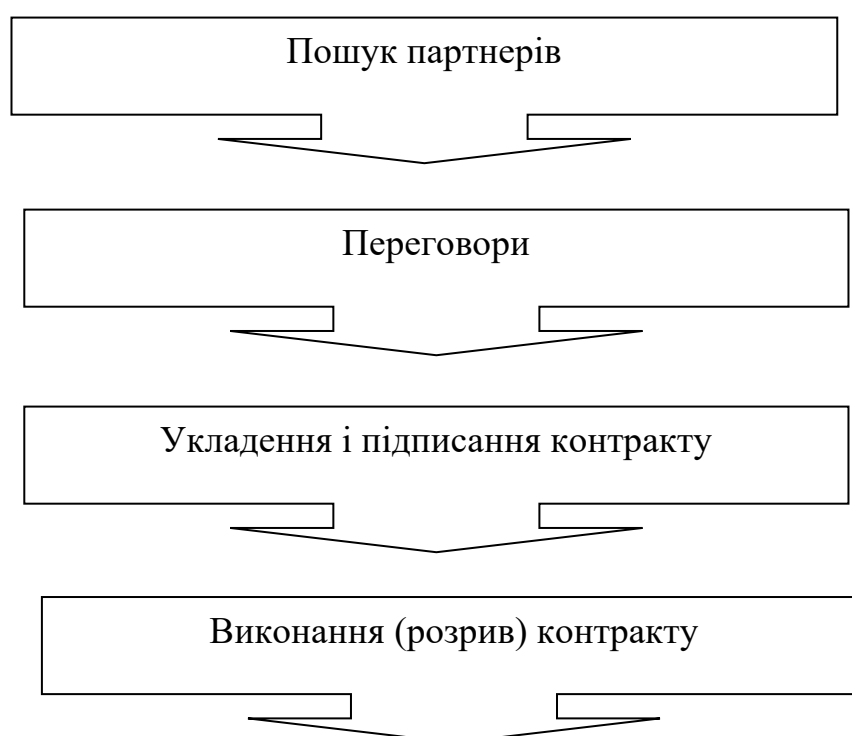 Пошук партнерів
Переговори
Укладення і підписання контракту
Виконання (розрив) контракту